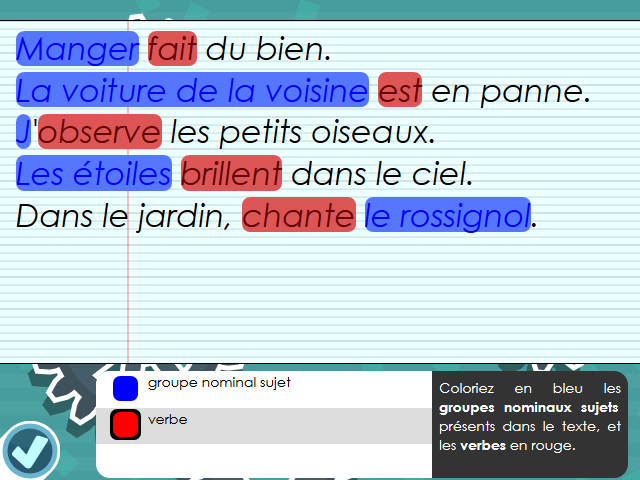 Manger fait du bien.
La voiture de la voisine est en panne.
J'observe les petits oiseaux.
Les étoiles brillent dans le ciel.
Dans le jardin, chante le rossignol.
groupe nominal sujet
verbe
Coloriez en bleu les
groupes nominaux sujets
présents dans le texte, et
les verbes en rouge.